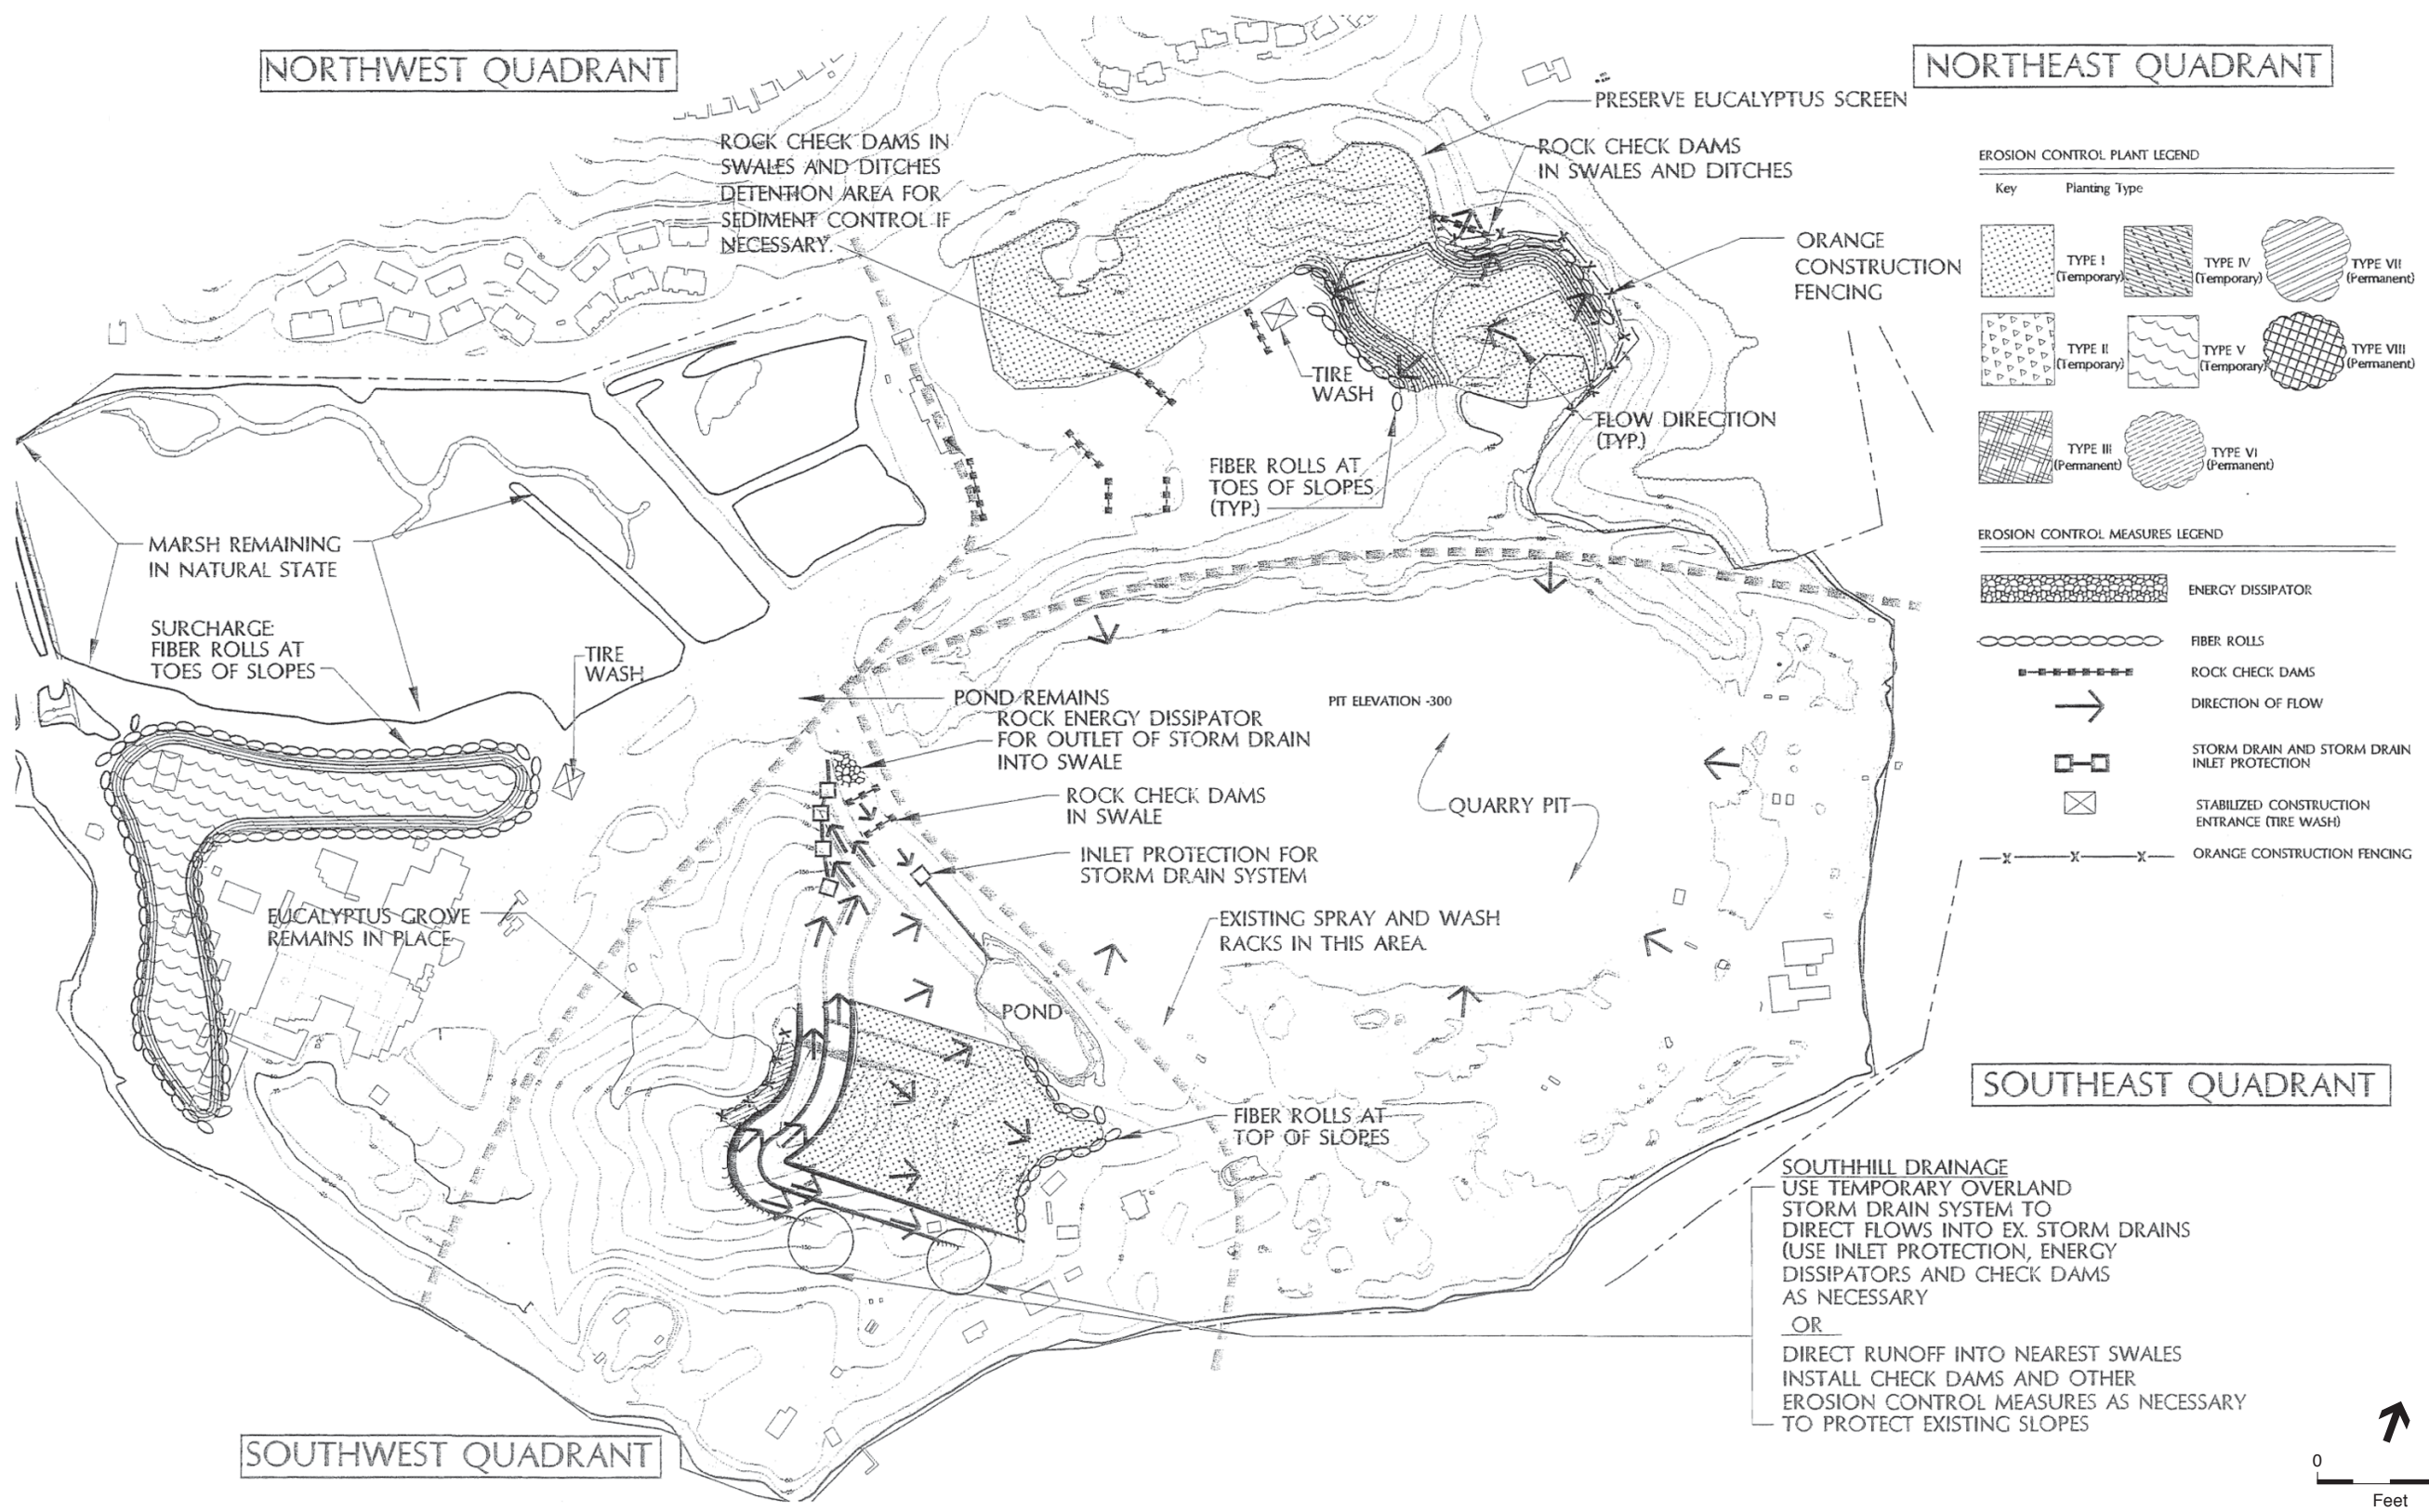 NORTHWEST QUADRANT
NORTHEAST QUADRANT
PRESERVE EUCALYPTUS SCREEN
ROCK CHECK DAMS IN
SWALES AND DITCHES
DETENTION AREA FOR
SEDIMENT CONTROL IF
NECESSARY.
ROCK CHECK DAMS
IN SWALES AND DITCHES
ORANGE
CONSTRUCTION
FENCING
TIRE
WASH
FLOW DIRECTION
(TYP.)
FIBER ROLLS AT
TOES OF SLOPES
(TYP.)
MARSH REMAINING
IN NATURAL STATE
SURCHARGE:
FIBER ROLLS AT
TOES OF SLOPES
TIRE
WASH
POND REMAINS
ROCK ENERGY DISSIPATOR
FOR OUTLET OF STORM DRAIN
INTO SWALE
PIT ELEVATION -300
ROCK CHECK DAMS
IN SWALE
QUARRY PIT
INLET PROTECTION FOR
STORM DRAIN SYSTEM
EUCALYPTUS GROVE
REMAINS IN PLACE
EXISTING SPRAY AND WASH
RACKS IN THIS AREA
POND
FIBER ROLLS AT
TOP OF SLOPES
EROSION CONTROL PLANT LEGEND
Key Planting Type
TYPE I
(Temporary)
TYPE IV
(Temporary)
TYPE VII
(Permanent)
TYPE II
(Temporary)
TYPE V
(Temporary)
TYPE VIII
(Permanent)
TYPE III
(Permanent)
TYPE VI
(Permanent)
EROSION CONTROL MEASURES LEGEND
ENERGY DISSIPATOR
FIBER ROLLS
ROCK CHECK DAMS
DIRECTION OF FLOW
STORM DRAIN AND STORM DRAIN
INLET PROTECTION
STABILIZED CONSTRUCTION
ENTRANCE (TIRE WASH)
X X X ORANGE CONSTRUCTION FENCING
SOUTHEAST QUADRANT
SOUTHHILL DRAINAGE
USE TEMPORARY OVERLAND
STORM DRAIN SYSTEM TO
DIRECT FLOWS INTO EX. STORM DRAINS
(USE INLET PROTECTION, ENERGY
DISSIPATORS AND CHECK DAMS
AS NECESSARY
OR
DIRECT RUNOFF INTO NEAREST SWALES
INSTALL CHECK DAMS AND OTHER
EROSION CONTROL MEASURES AS NECESSARY
TO PROTECT EXISTING SLOPES
SOUTHWEST QUADRANT
0
Feet